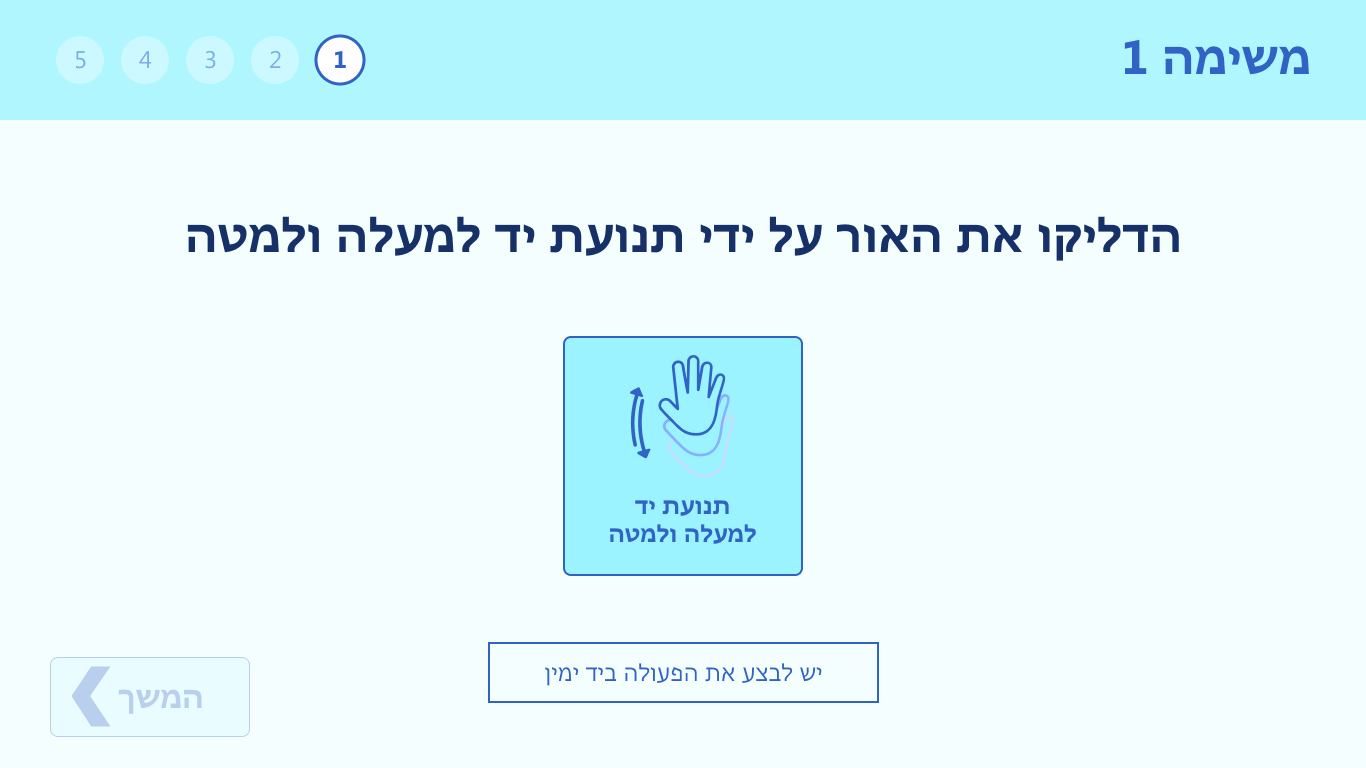 משימה 1
1
2
3
4
5
הדליקו את האור על ידי תנועת יד למעלה ולמטה
תנועת יד
למעלה ולמטה
יש לבצע את הפעולה ביד ימין
המשך